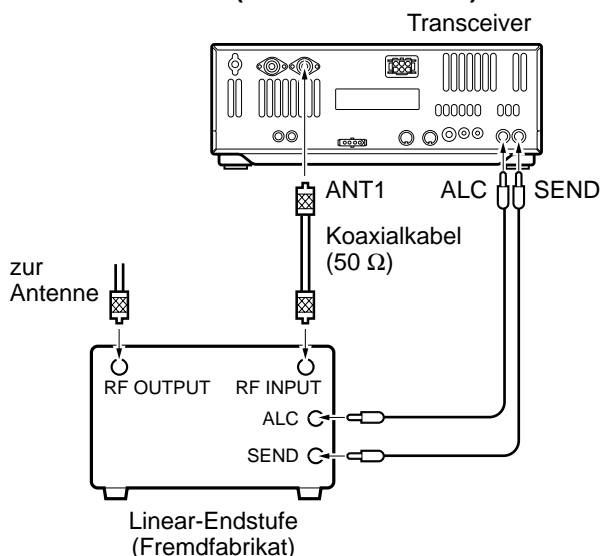 Transceiver
ANT1
ALC
SEND
Koaxialkabel
(50 Ω)
zur
Antenne
RF OUTPUT
RF INPUT
ALC
SEND
Linear-Endstufe
(Fremdfabrikat)